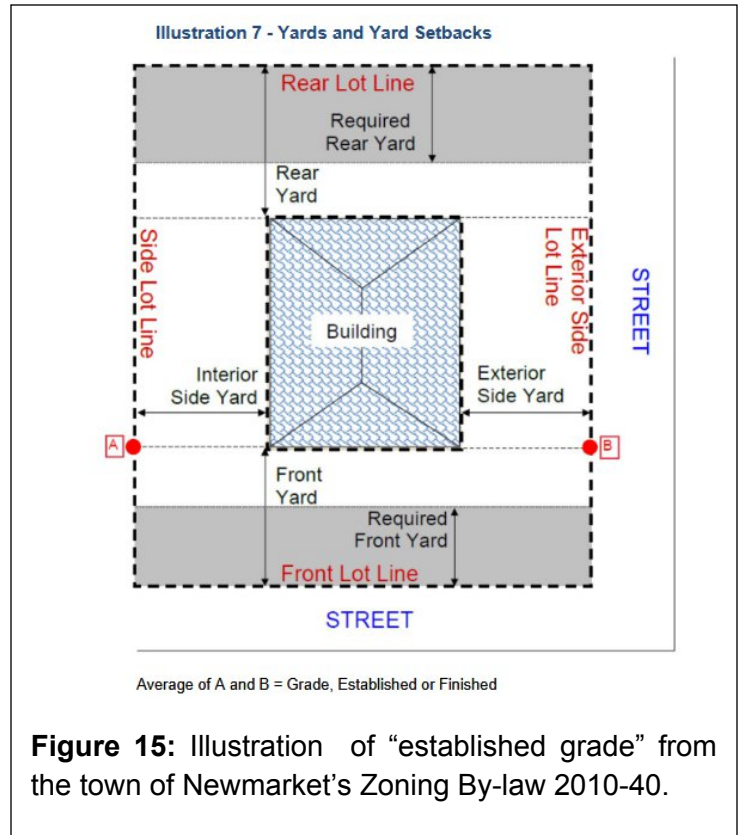 Illustration 7 - Yards and Yard Setbacks
Rear Lot Line
Required
Rear Yard
Rear
Yard
Side Lot Line
Exterior Side
Lot Line
STREET
Building
Interior
Side Yard
Exterior
Side Yard
A
B
Front
Yard
Required
Front Yard
Front Lot Line
STREET
Average of A and B = Grade, Established or Finished
Figure 15: Illustration of “established grade” from
the town of Newmarket’s Zoning By-law 2010-40.